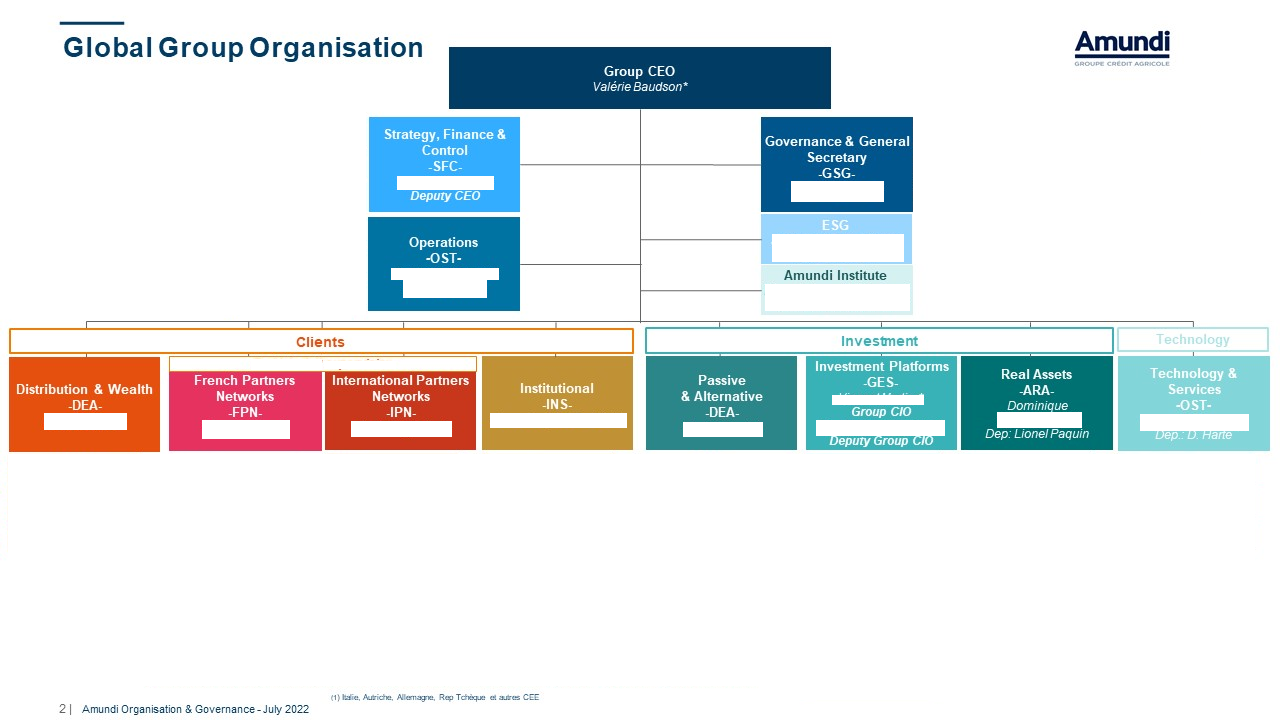 Global Group Organisation
Amundi
GROUPE CRÉDIT AGRICOLE
Group CEO
Valérie Baudson*
Strategy, Finance &
Control
-SFC-
Deputy CEO
Governance & General
Secretary
-GSG-
Operations
-OST-
ESG
Amundi Institute
Clients
Investment
Technology
Distribution & Wealth
-DEA-
French Partners
Networks
-FPN-
International Partners
Networks
-IPN-
Institutional
-INS-
Passive
& Alternative
-DEA-
Investment Platforms
-GES-
Group CIO
Deputy Group CIO
Real Assets
-ARA-
Dominique
Dep: Lionel Paquin
Technology &
Services
-OST-
Dep.: D. Harte
(1) Italie, Autriche, Allemagne, Rep Tchèque et autres CEE
2 | Amundi Organisation & Governance - July 2022